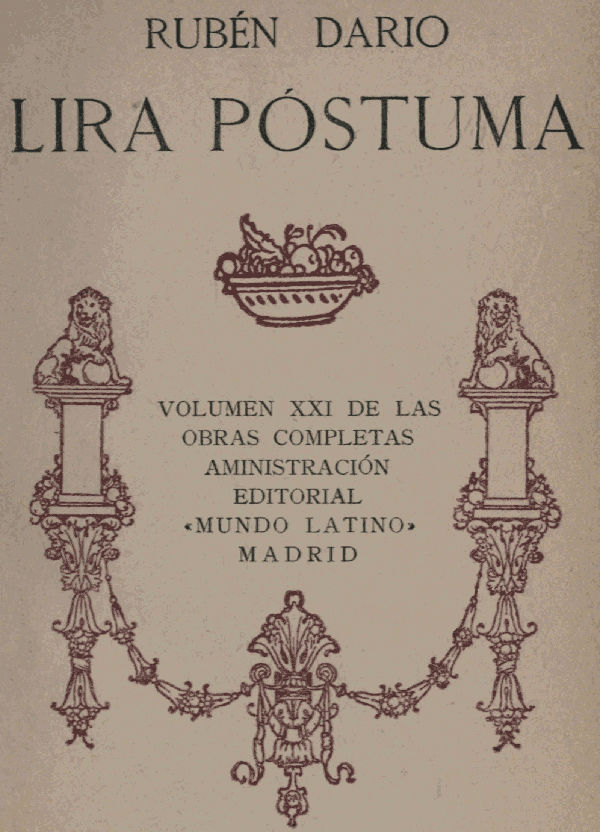 RUBÉN DARIO
LIRA PÓSTUMA
VOLUMEN XXI DE LAS
OBRAS COMPLETAS
AMINISTRACIÓN
EDITORIAL
«MUNDO LATINO»
MADRID